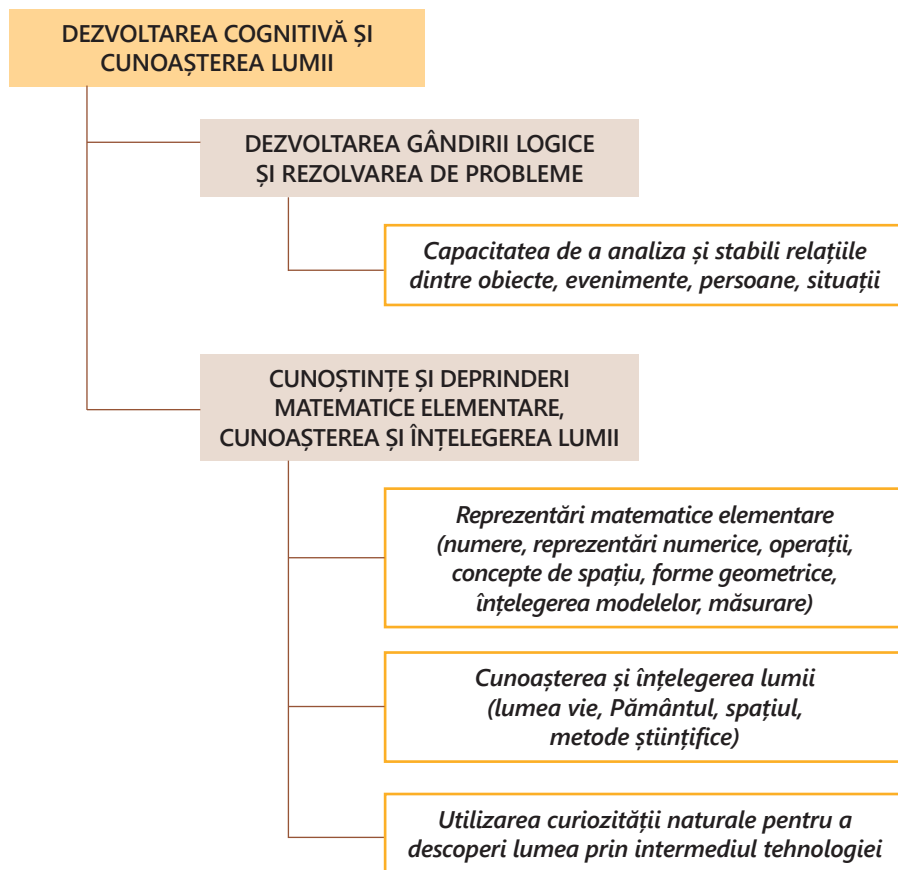 DEZVOLTAREA COGNITIVĂ ȘI
CUNOAȘTEREA LUMII
DEZVOLTAREA GÂNDIRII LOGICE
ȘI REZOLVAREA DE PROBLEME
Capacitatea de a analiza și stabili relațiile
dintre obiecte, evenimente, persoane, situații
CUNOȘTINȚE ȘI DEPRINDERI
MATEMATICE ELEMENTARE,
CUNOAȘTEREA ȘI ÎNȚELEGEREA LUMII
Reprezentări matematice elementare
(numere, reprezentări numerice, operații,
concepte de spațiu, forme geometrice,
înțelegerea modelelor, măsurare)
Cunoașterea și înțelegerea lumii
(lumea vie, Pământul, spațiul,
metode științifice)
Utilizarea curiozității naturale pentru a
descoperi lumea prin intermediul tehnologiei